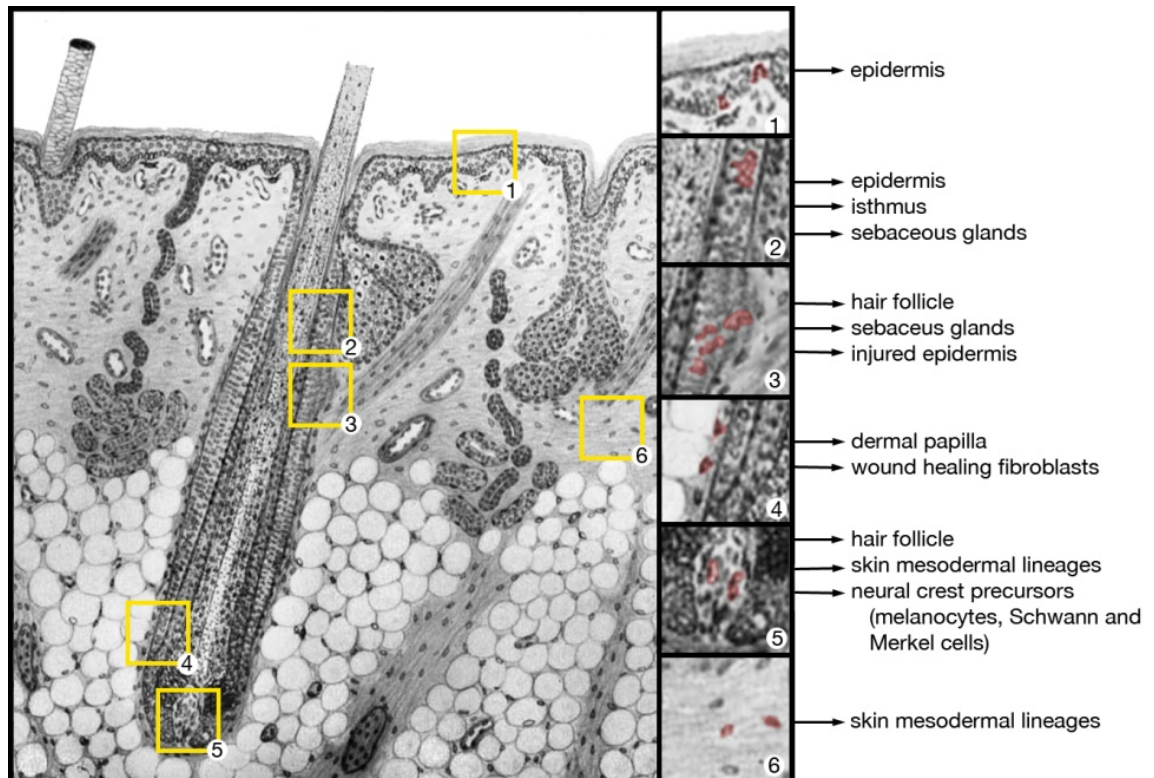 1
2
3
6
4
5
1
2
3
4
5
6
epidermis
epidermis
isthmus
sebaceous glands
hair follicle
sebaceus glands
injured epidermis
dermal papilla
wound healing fibroblasts
hair follicle
skin mesodermal lineages
neural crest precursors
(melanocytes, Schwann and
Merkel cells)
skin mesodermal lineages